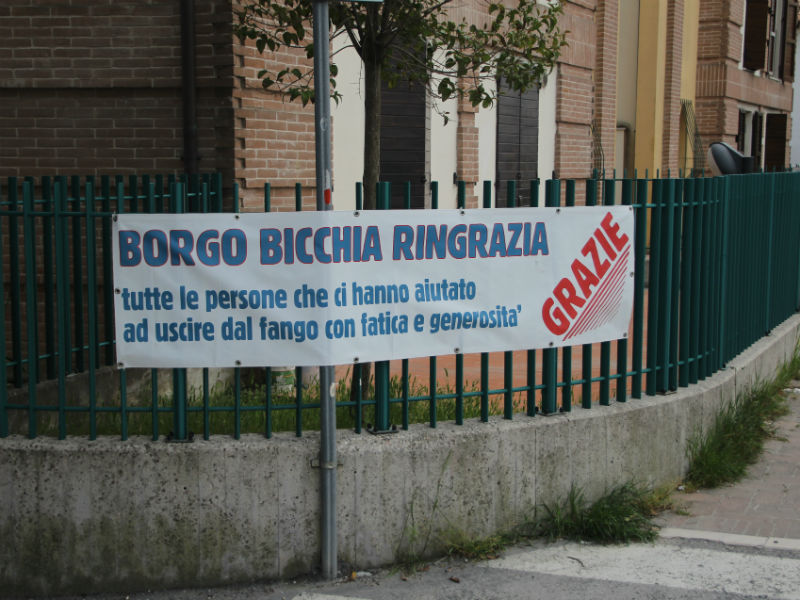 BORGO BICCHIA RINGRAZIA
tutte le persone che ci hanno aiutato
ad uscire dal fango con fatica e generosita'
GRAZIE